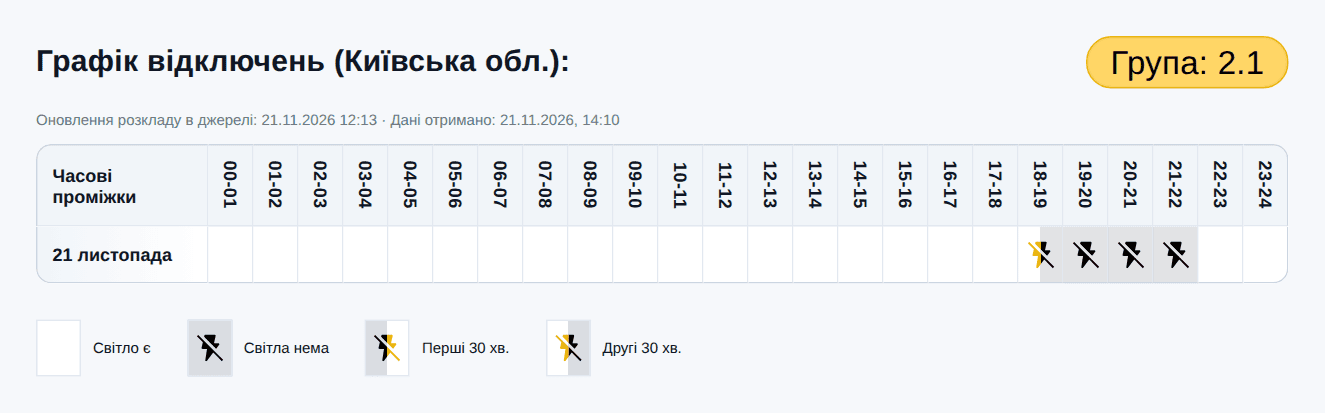 Графік відключень (Київська обл.):
Група: 2.1
Оновлення розкладу в джерелі: 21.11.2026 12:13 · Дані отримано: 21.11.2026, 14:10
Часові
проміжки
00-01
01-02
02-03
03-04
04-05
05-06
06-07
07-08
08-09
09-10
10-11
11-12
12-13
13-14
14-15
15-16
16-17
17-18
18-19
19-20
20-21
21-22
22-23
23-24
21 листопада
Світло є
Світла нема
Перші 30 хв.
Другі 30 хв.